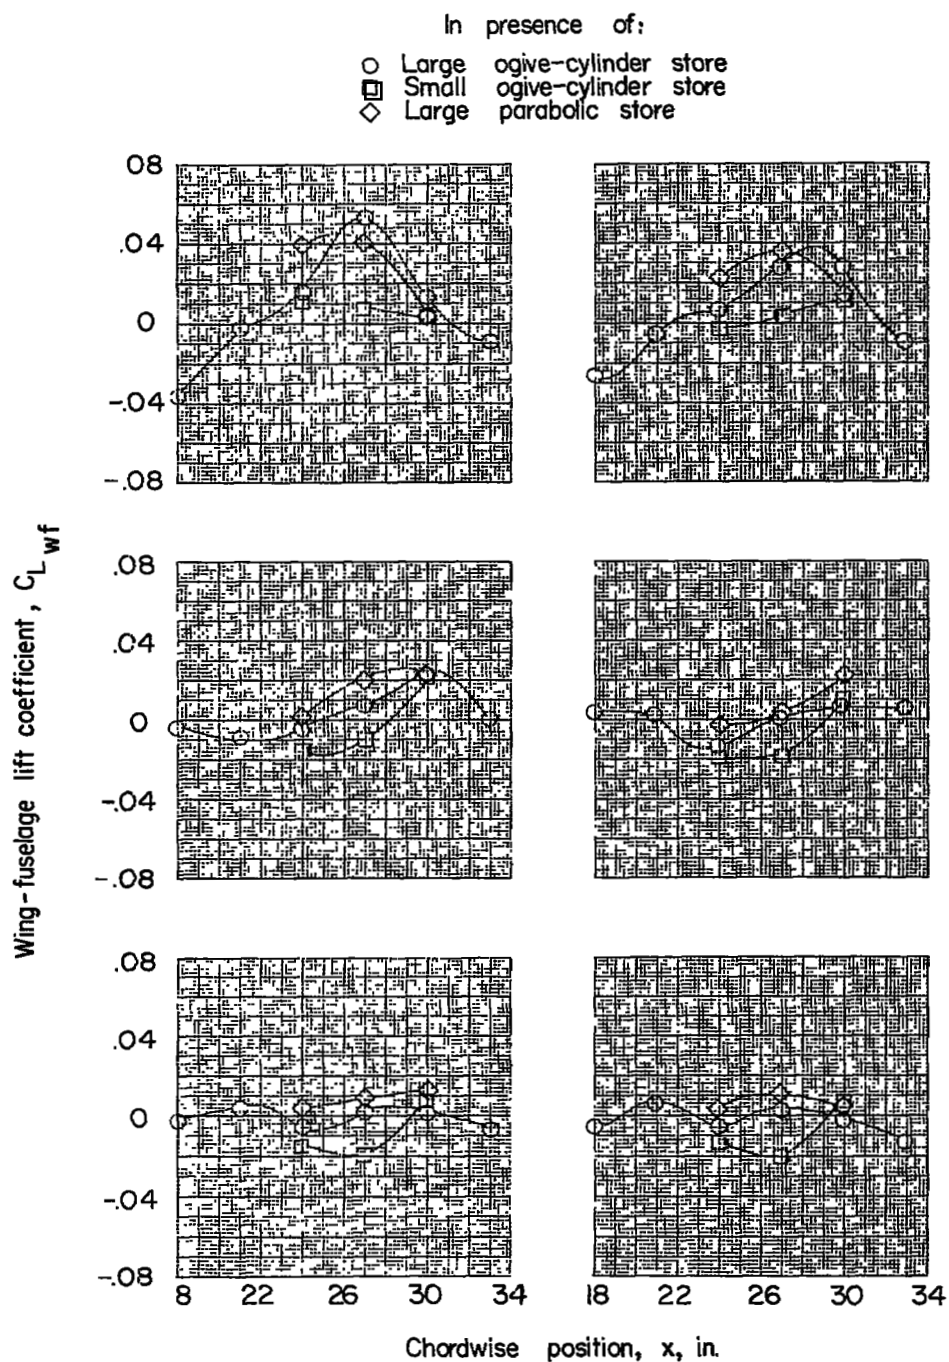 In presence of:
Large ogive-cylinder store
Small ogive-cylinder store
Large parabolic store
08
.04
0
-.04
-.08
.08
.04
0
-.04
-.08
.08
.04
0
-.04
-.08
Wing-fuselage lift coefficient, CLwf
8 22 26 30 34
18 22 26 30 34
Chordwise position, x, in.